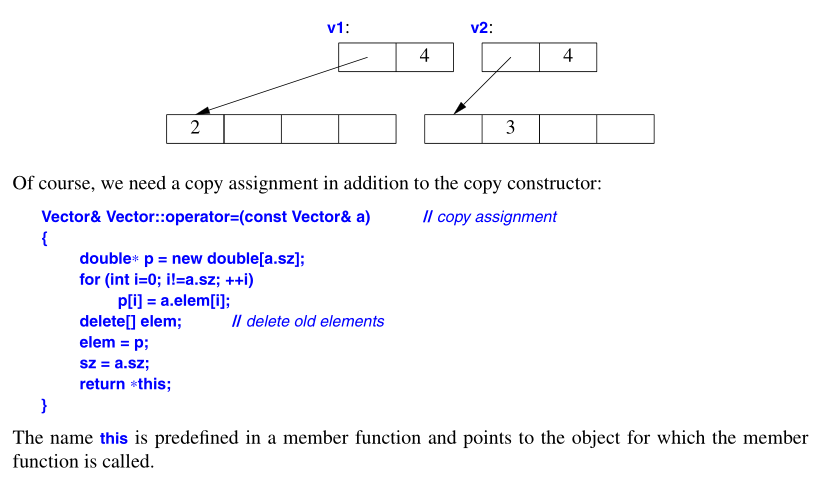 v1: v2:
4 4
2 3
Of course, we need a copy assignment in addition to the copy constructor:
Vector& Vector::operator=(const Vector& a) // copy assignment
{
double∗ p = new double[a.sz];
for (int i=0; i!=a.sz; ++i)
p[i] = a.elem[i];
delete[] elem; // delete old elements
elem = p;
sz = a.sz;
return ∗this;
}
The name this is predefined in a member function and points to the object for which the member
function is called.